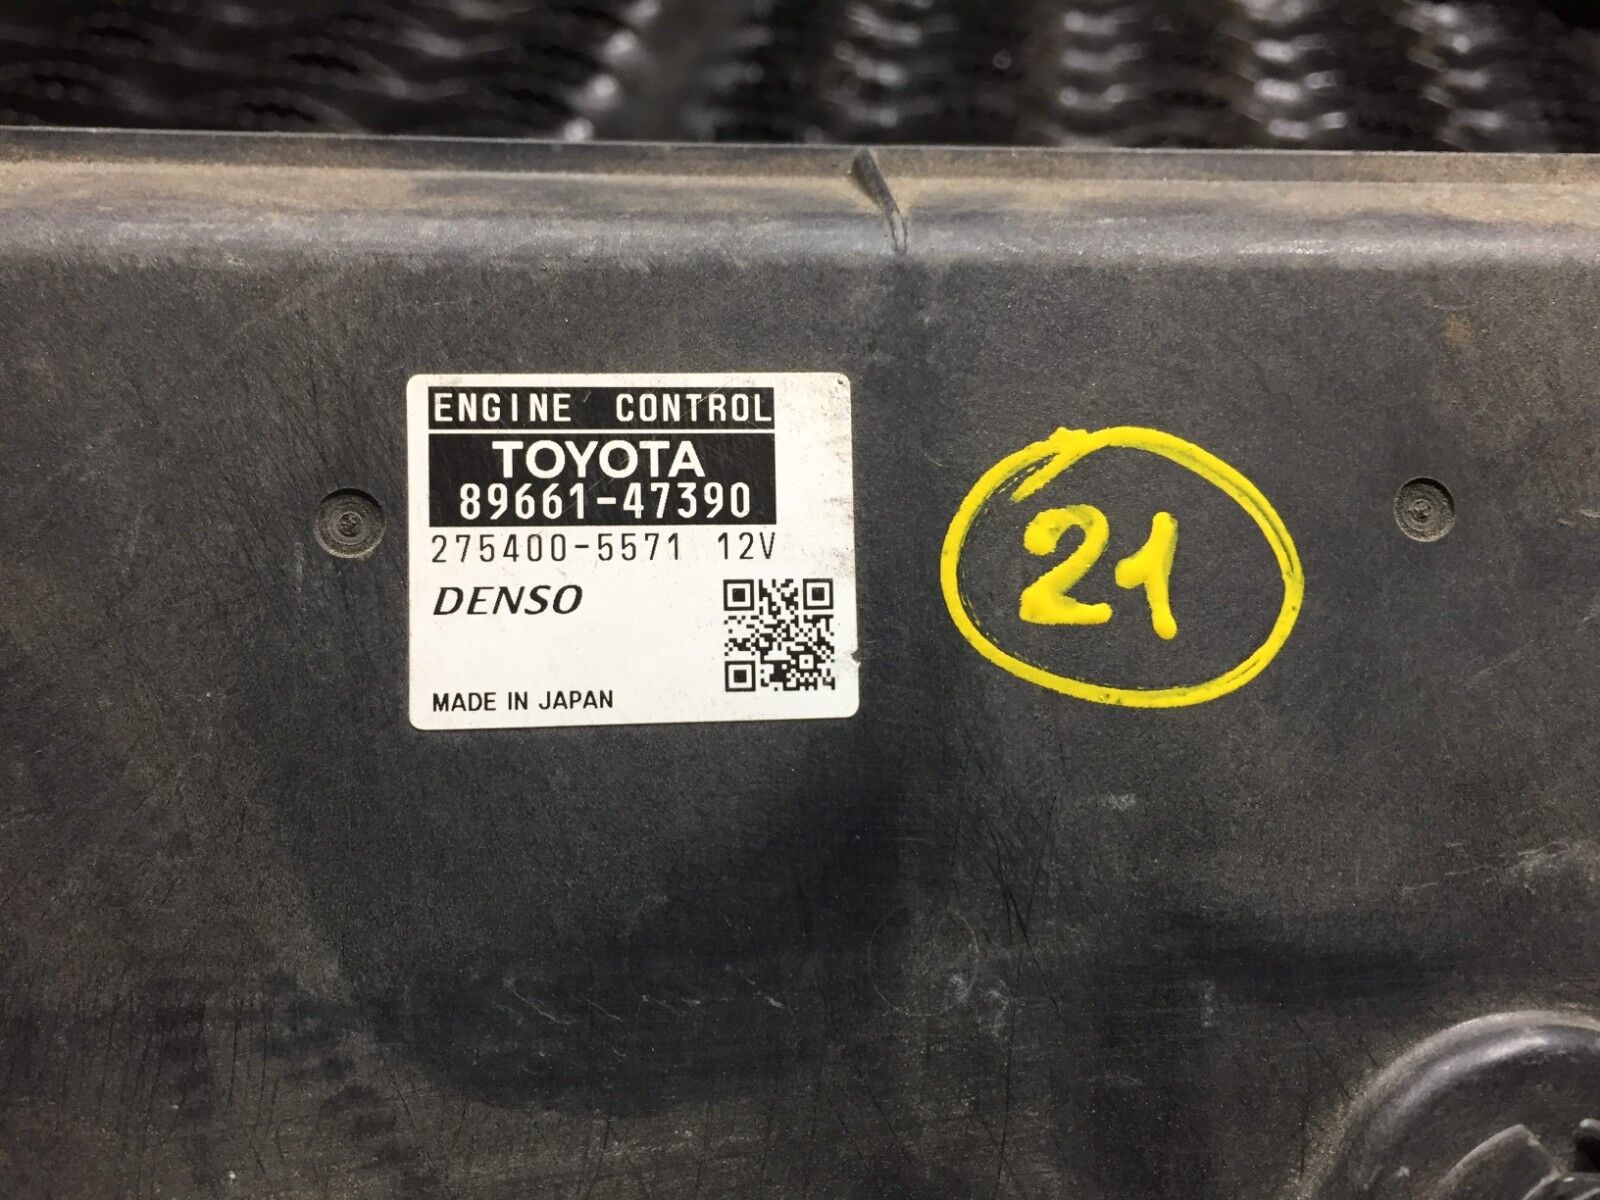 ENGINE CONTROL
TOYOTA
89661-47390
275400-5571 12V
DENSO
MADE IN JAPAN
21